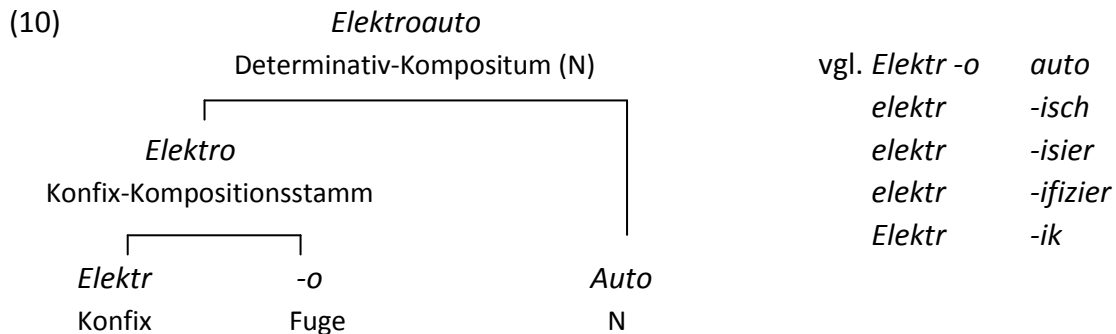 (10) Elektroauto
Determinativ-Kompositum (N) vgl. Elektr -o auto
elektr -isch
Elektro elektr -isier
Konfix-Kompositionsstamm elektr -ifizier
Elektr -ik
Elektr -o Auto
Konfix Fuge N